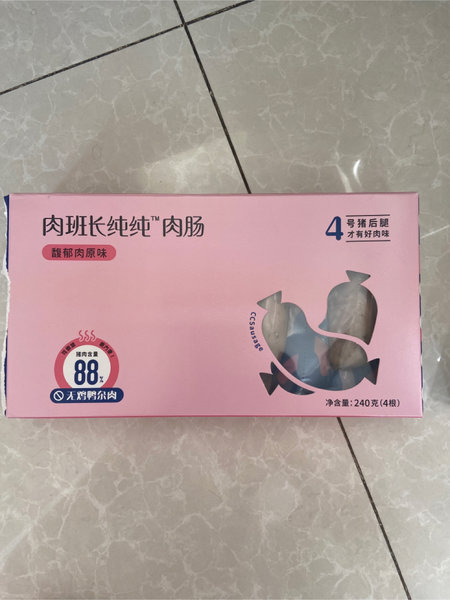 肉班长纯纯™肉肠
馥郁肉原味
4号猪后腿
才有好肉味
CCSausage
猪肉含量
88%
无鸡鸭杂肉
净含量：240克(4根)